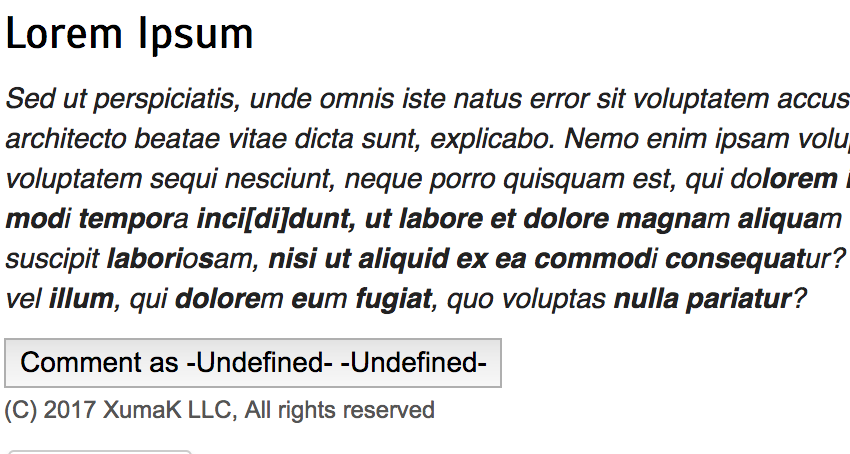 Lorem Ipsum
Sed ut perspiciatis, unde omnis iste natus error sit voluptatem accus
architecto beatae vitae dicta sunt, explicabo. Nemo enim ipsam volup
voluptatem sequi nesciunt, neque porro quisquam est, qui dolorem
modi tempora inci[di]dunt, ut labore et dolore magnam aliquam
suscipit laboriosam, nisi ut aliquid ex ea commodi consequatur?
vel illum, qui dolorem eum fugiat, quo voluptas nulla pariatur?
Comment as -Undefined- -Undefined-
(C) 2017 XumaK LLC, All rights reserved